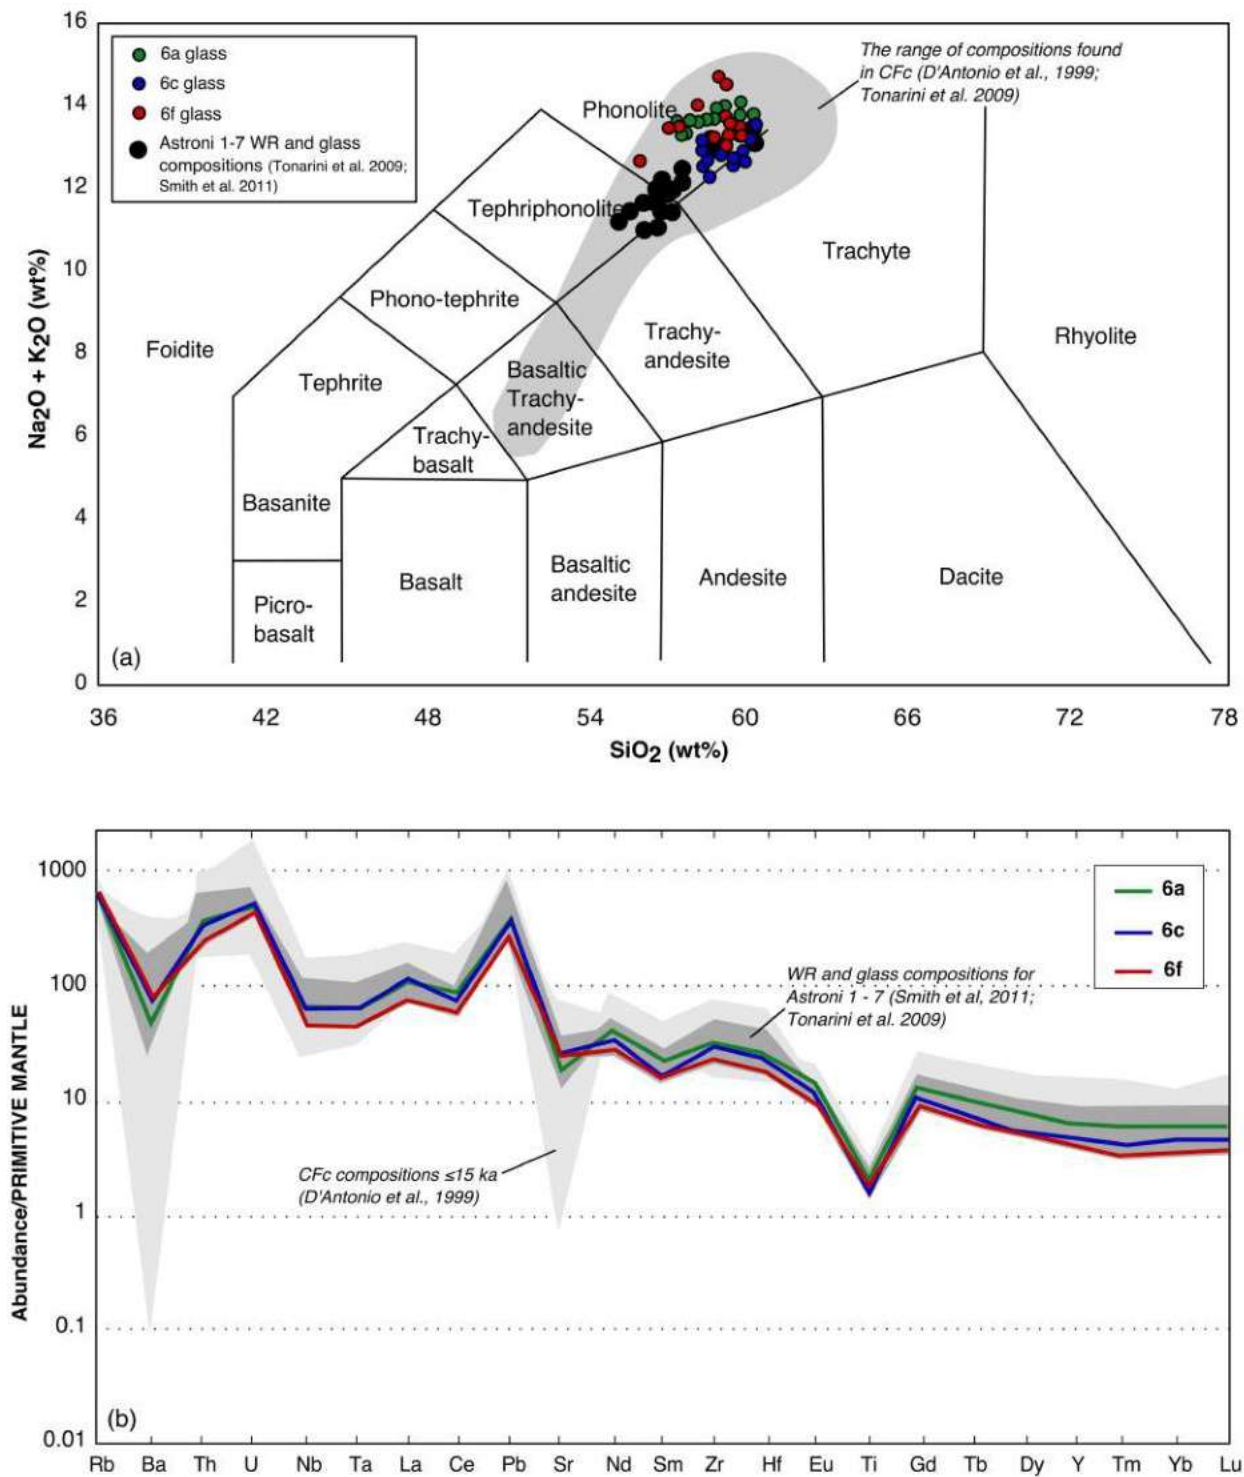 16
14
12
10
8
6
4
2
0
Na2O + K2O (wt%)
6a glass
6c glass
6f glass
Astroni 1-7 WR and glass
compositions (Tonarini et al. 2009;
Smith et al. 2011)
The range of compositions found
in CFc (D'Antonio et al., 1999;
Tonarini et al. 2009)
Phonolite
Tephriphonolite
Trachyte
Phono-tephrite
Foidite
Trachy-
andesite
Rhyolite
Tephrite
Basaltic
Trachy-
andesite
Trachy-
basalt
Basanite
Basalt
Basaltic
andesite
Andesite
Dacite
Picro-
basalt
(a)
36 42 48 54 60 66 72 78
SiO2 (wt%)
1000
100
10
1
0.1
0.01
Abundance/PRIMITIVE MANTLE
6a
6c
6f
WR and glass compositions for
Astroni 1 - 7 (Smith et al, 2011;
Tonarini et al. 2009)
CFc compositions ≤15 ka
(D'Antonio et al., 1999)
(b)
Rb Ba Th U Nb Ta La Ce Pb Sr Nd Sm Zr Hf Eu Ti Gd Tb Dy Y Tm Yb Lu